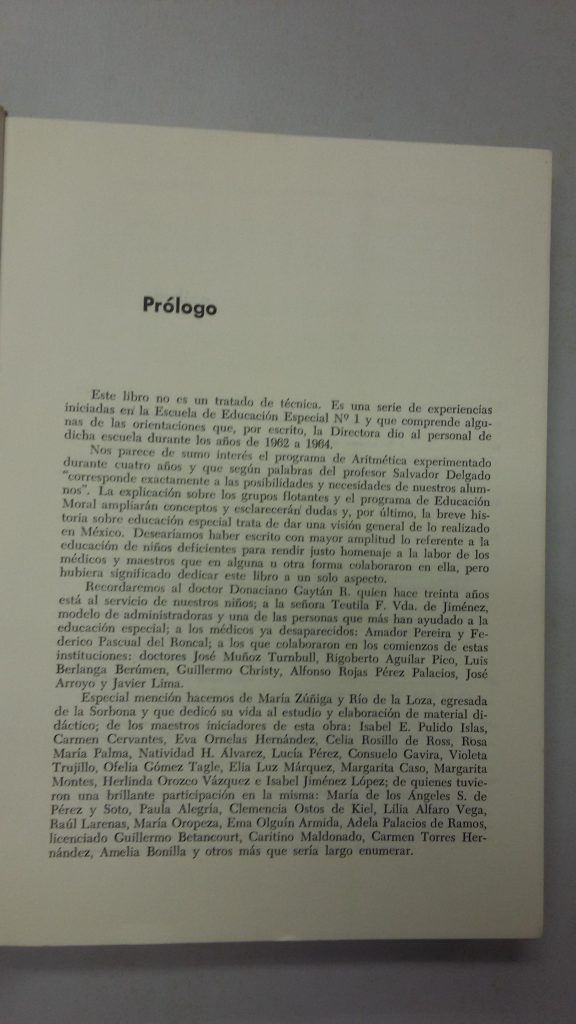 Prólogo
Este libro no es un tratado de técnica. Es una serie de experiencias
iniciadas en la Escuela de Educación Especial Nº 1 y que comprende algu-
nas de las orientaciones que, por escrito, la Directora dio al personal de
dicha escuela durante los años de 1962 a 1964.
Nos parece de sumo interés el programa de Aritmética experimentado
durante cuatro años y que según palabras del profesor Salvador Delgado
"corresponde exactamente a las posibilidades y necesidades de nuestros alum-
nos". La explicación sobre los grupos flotantes y el programa de Educación
Moral ampliarán conceptos y esclarecerán dudas y, por último, la breve his-
toria sobre educación especial trata de dar una visión general de lo realizado
en México. Desearíamos haber escrito con mayor amplitud lo referente a la
educación de niños deficientes para rendir justo homenaje a la labor de los
médicos y maestros que en alguna u otra forma colaboraron en ella, pero
hubiera significado dedicar este libro a un solo aspecto.
Recordaremos al doctor Donaciano Gaytán R. quien hace treinta años
está al servicio de nuestros niños; a la señora Teutila F. Vda. de Jiménez,
modelo de administradoras y una de las personas que más han ayudado a la
educación especial; a los médicos ya desaparecidos: Amador Pereira y Fe-
derico Pascual del Roncal; a los que colaboraron en los comienzos de estas
instituciones: doctores José Muñoz Turnbull, Rigoberto Aguilar Pico, Luis
Berlanga Berúmen, Guillermo Christy, Alfonso Rojas Pérez Palacios, José
Arroyo y Javier Lima.
Especial mención hacemos de María Zúñiga y Río de la Loza, egresada
de la Sorbona y que dedicó su vida al estudio y elaboración de material di-
dáctico; de los maestros iniciadores de esta obra: Isabel E. Pulido Islas,
Carmen Cervantes, Eva Ornelas Hernández, Celia Rosillo de Ross, Rosa
María Palma, Natividad H. Álvarez, Lucía Pérez, Consuelo Gavira, Violeta
Trujillo, Ofelia Gómez Tagle, Elia Luz Márquez, Margarita Caso, Margarita
Montes, Herlinda Orozco Vázquez e Isabel Jiménez López; de quienes tuvie-
ron una brillante participación en la misma: María de los Ángeles S. de
Pérez y Soto, Paula Alegría, Clemencia Ostos de Kiel, Lilia Alfaro Vega,
Raúl Larenas, María Oropeza, Ema Olguín Armida, Adela Palacios de Ramos,
licenciado Guillermo Betancourt, Caritino Maldonado, Carmen Torres Her-
nández, Amelia Bonilla y otros más que sería largo enumerar.